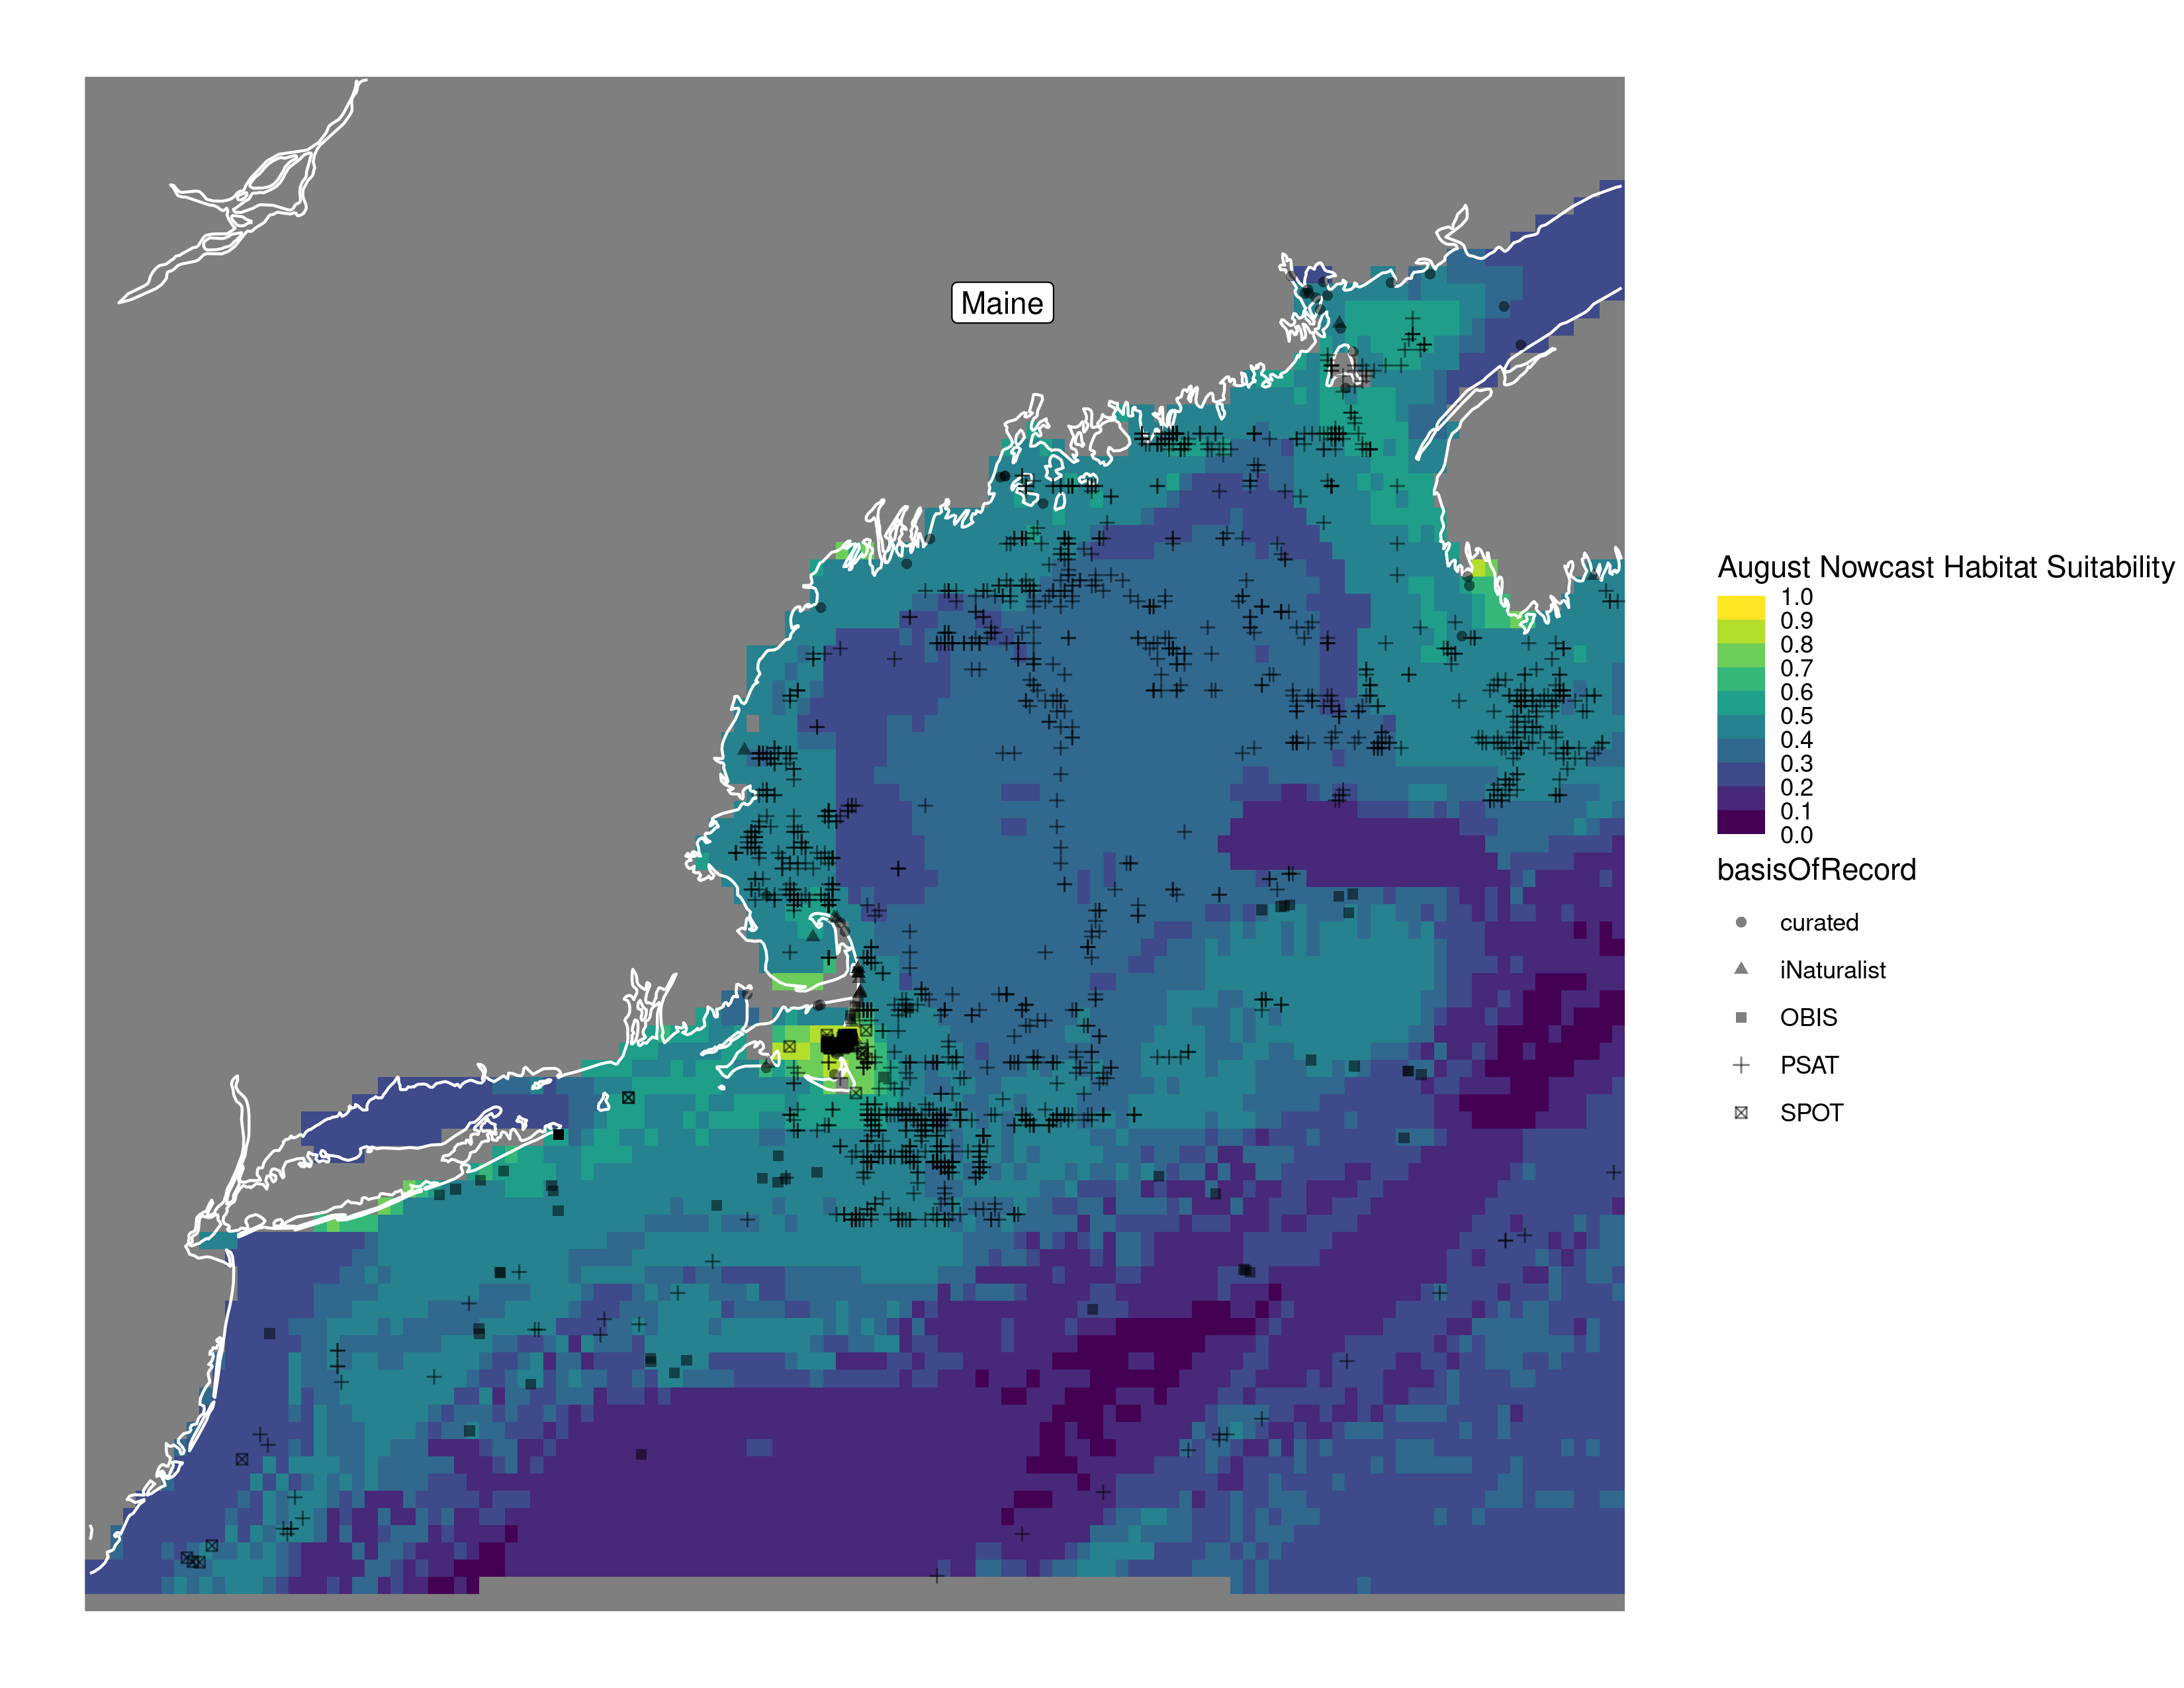 Maine
August Nowcast Habitat Suitability
1.0
0.9
0.8
0.7
0.6
0.5
0.4
0.3
0.2
0.1
0.0
basisOfRecord
curated
iNaturalist
OBIS
PSAT
SPOT